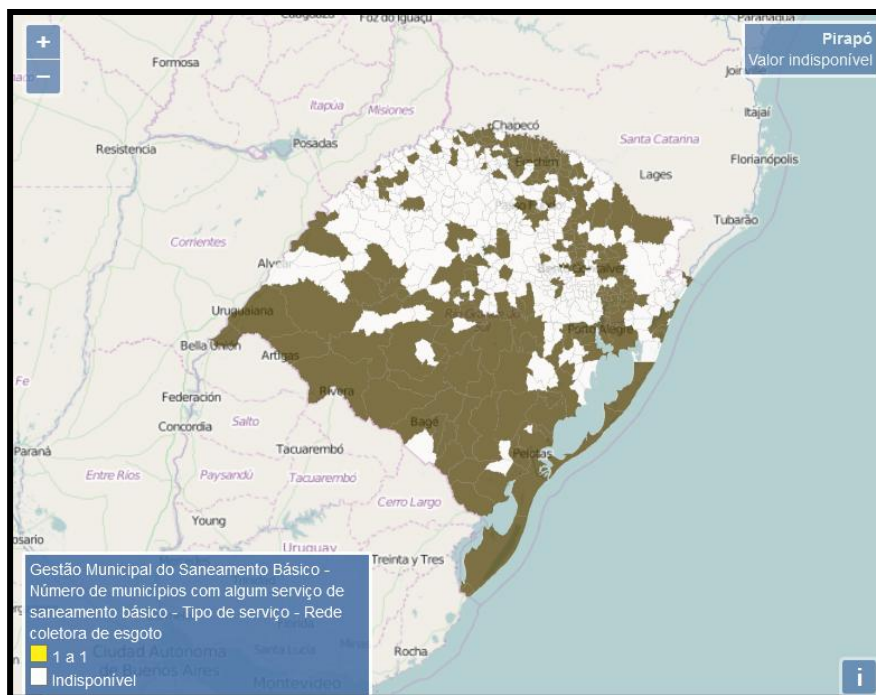 Foz do Iguaçu
Paranaguá
+
−
Pirapó
Valor indisponível
Formosa
Itapúa
Misiones
Itajaí
Chapecó
Santa Catarina
Resistencia
Posadas
Florianópolis
Erechim
Lages
Tubarão
Corrientes
Uruguaiana
Porto Alegre
Bella Unión
Artigas
Rivera
Federación
Salto
Bagé
Concordia
Tacuarembó
Pelotas
Paraná
Entre Ríos
Paysandú
Tacuarembó
Cerro Largo
Young
Uruguay
Treinta y Tres
Gestão Municipal do Saneamento Básico -
Número de municípios com algum serviço de
saneamento básico - Tipo de serviço - Rede
coletora de esgoto
1 a 1
Indisponível
Ciudad Autónoma
de Buenos Aires
Santa Lucía
Montevideo
Rocha
i